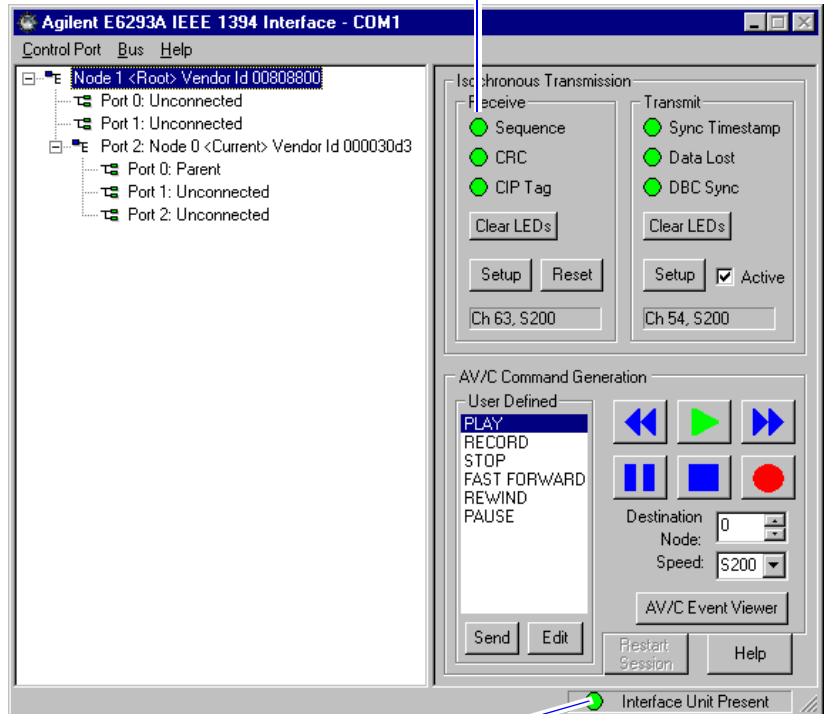 Agilent E6293A IEEE 1394 Interface - COM1
Control Port Bus Help
Node 1 <Root> Vendor Id 00808800
Port 0: Unconnected
Port 1: Unconnected
Port 2: Node 0 <Current> Vendor Id 000030d3
Port 0: Parent
Port 1: Unconnected
Port 2: Unconnected
Isochronous Transmission
Receive
Sequence
CRC
CIP Tag
Clear LEDs
Setup Reset
Ch 63, S200
Transmit
Sync Timestamp
Data Lost
DBC Sync
Clear LEDs
Setup Active
Ch 54, S200
AV/C Command Generation
User Defined
PLAY
RECORD
STOP
FAST FORWARD
REWIND
PAUSE
Send Edit
Destination
Node: 0
Speed: S200
AV/C Event Viewer
Restart
Session
Help
Interface Unit Present